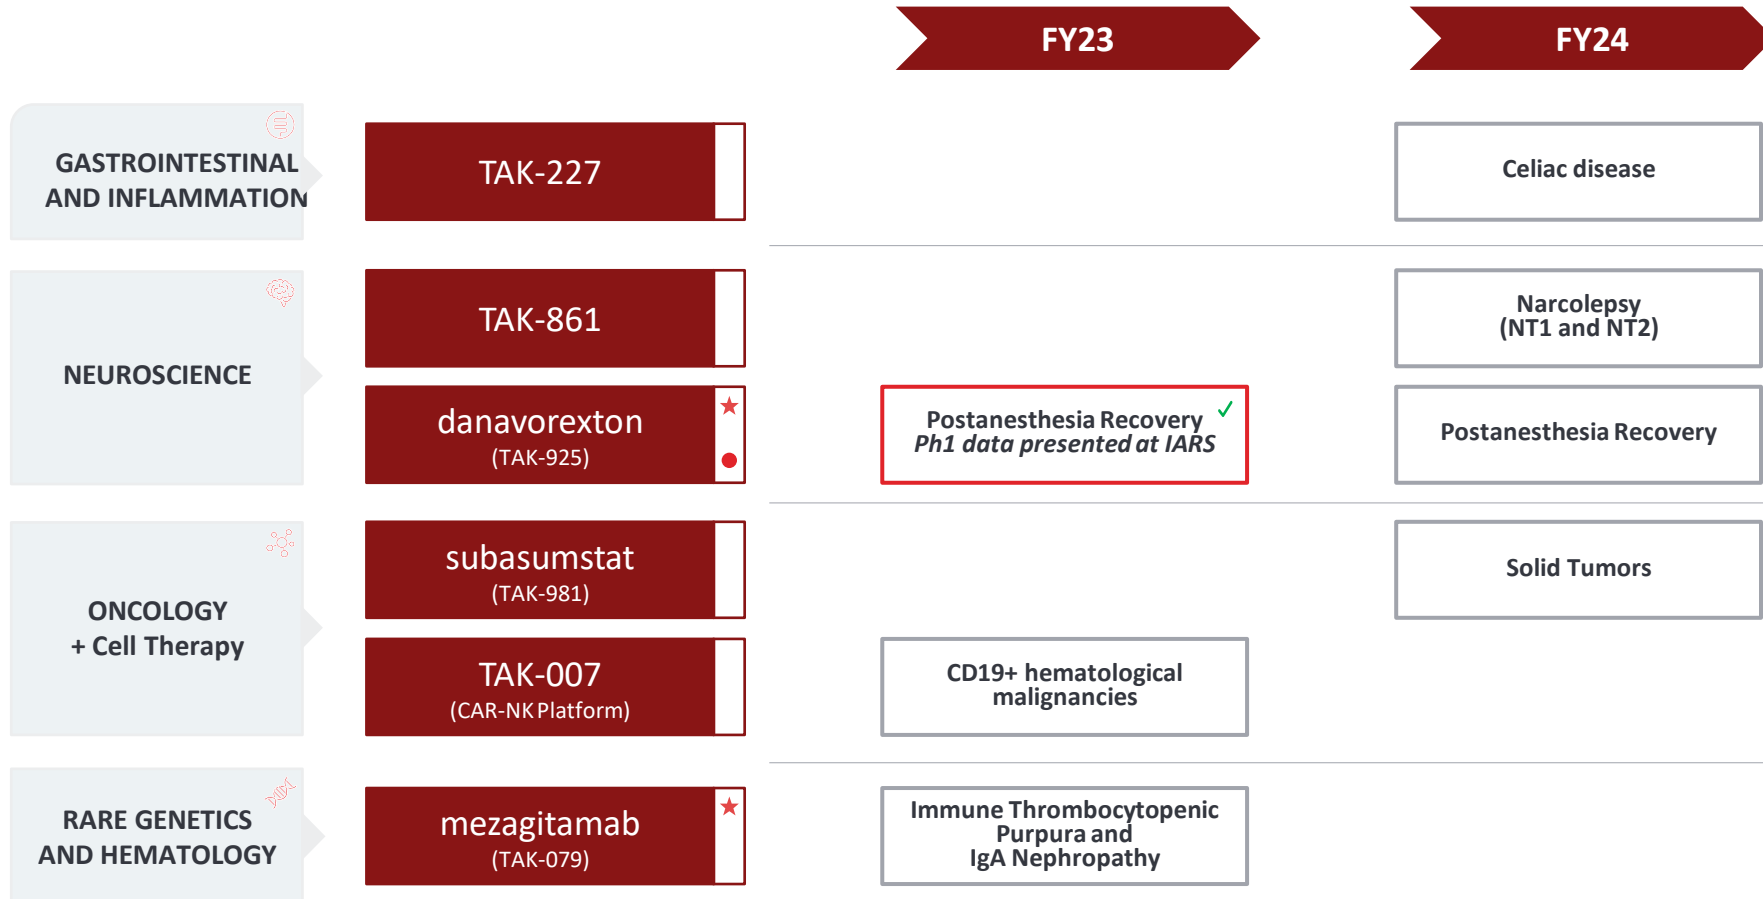 FY23
FY24
GASTROINTESTINAL
AND INFLAMMATION
TAK-227
Celiac disease
NEUROSCIENCE
TAK-861
Narcolepsy
(NT1 and NT2)
danavorexton
(TAK-925)
Postanesthesia Recovery
Ph1 data presented at IARS
Postanesthesia Recovery
ONCOLOGY
+ Cell Therapy
subasumstat
(TAK-981)
Solid Tumors
TAK-007
(CAR-NK Platform)
CD19+ hematological
malignancies
RARE GENETICS
AND HEMATOLOGY
mezagitamab
(TAK-079)
Immune Thrombocytopenic
Purpura and
IgA Nephropathy